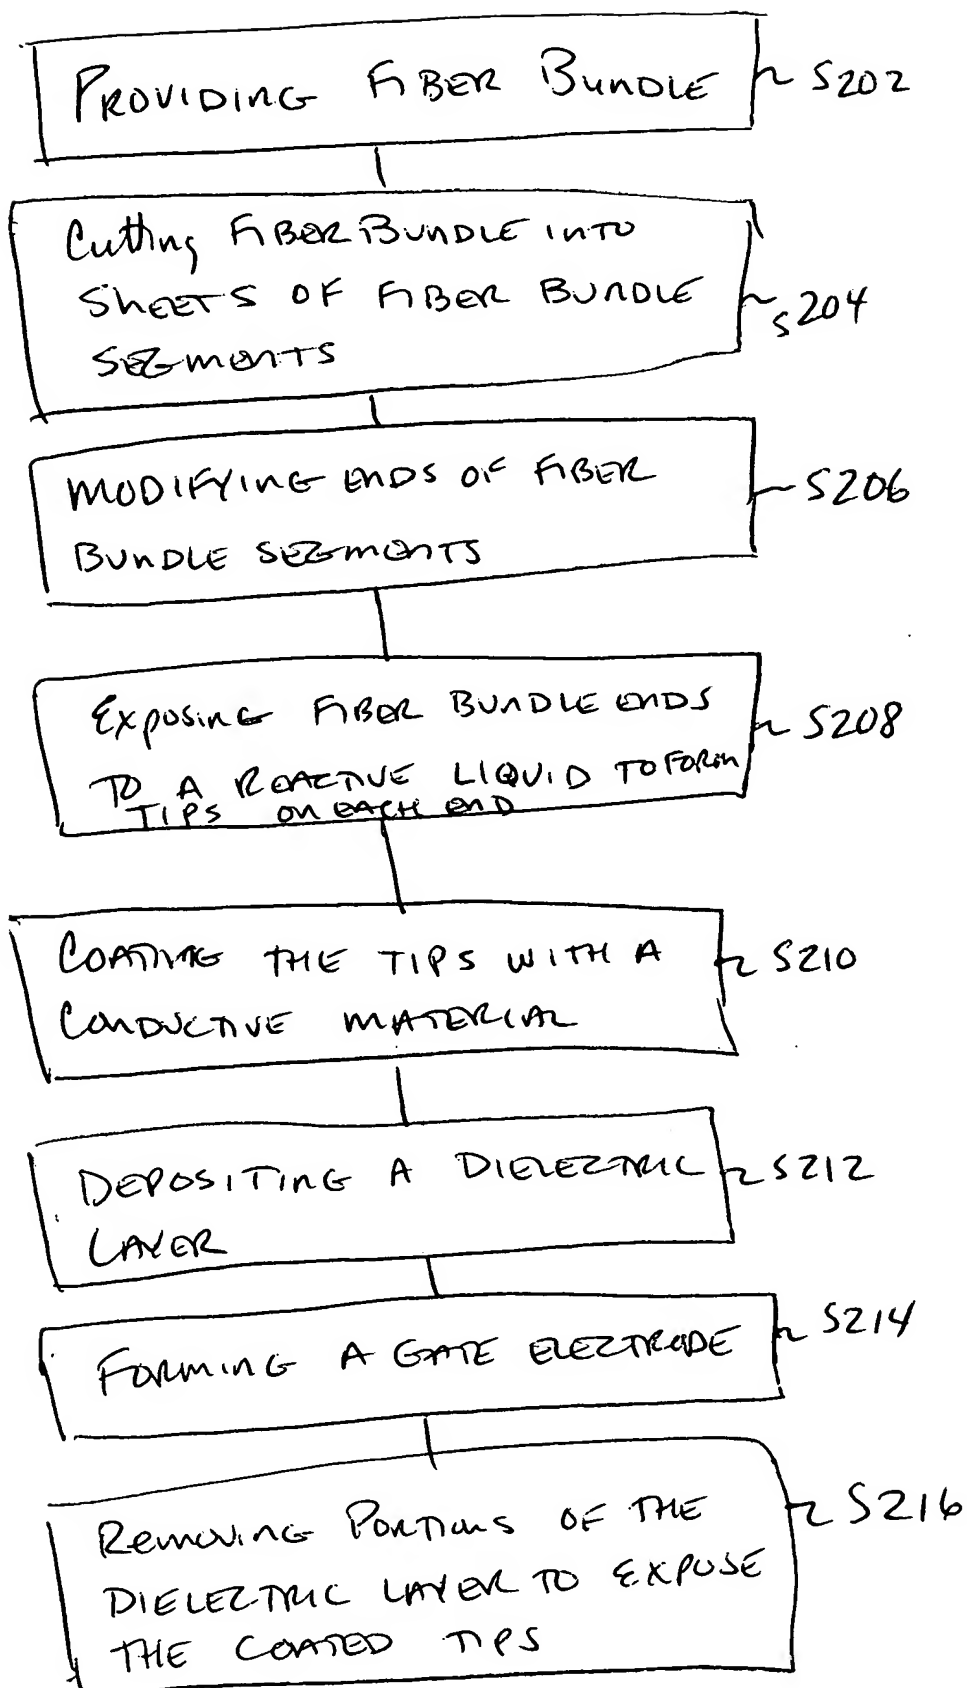 PROVIDING FIBER BUNDLE S202
Cutting FIBER BUNDLE INTO
SHEETS OF FIBER BUNDLE
SEGMENTS S204
MODIFYING ENDS OF FIBER
BUNDLE SEGMENTS S206
Exposing FIBER BUNDLE ENDS
TO A REACTIVE LIQUID TO FORM
TIPS ON EACH END S208
COATING THE TIPS WITH A
CONDUCTIVE MATERIAL S210
DEPOSITING A DIELECTRIC
LAYER S212
FORMING A GATE ELECTRODE S214
Removing PORTIONS OF THE
DIELECTRIC LAYER TO EXPOSE
THE COATED TIPS S216